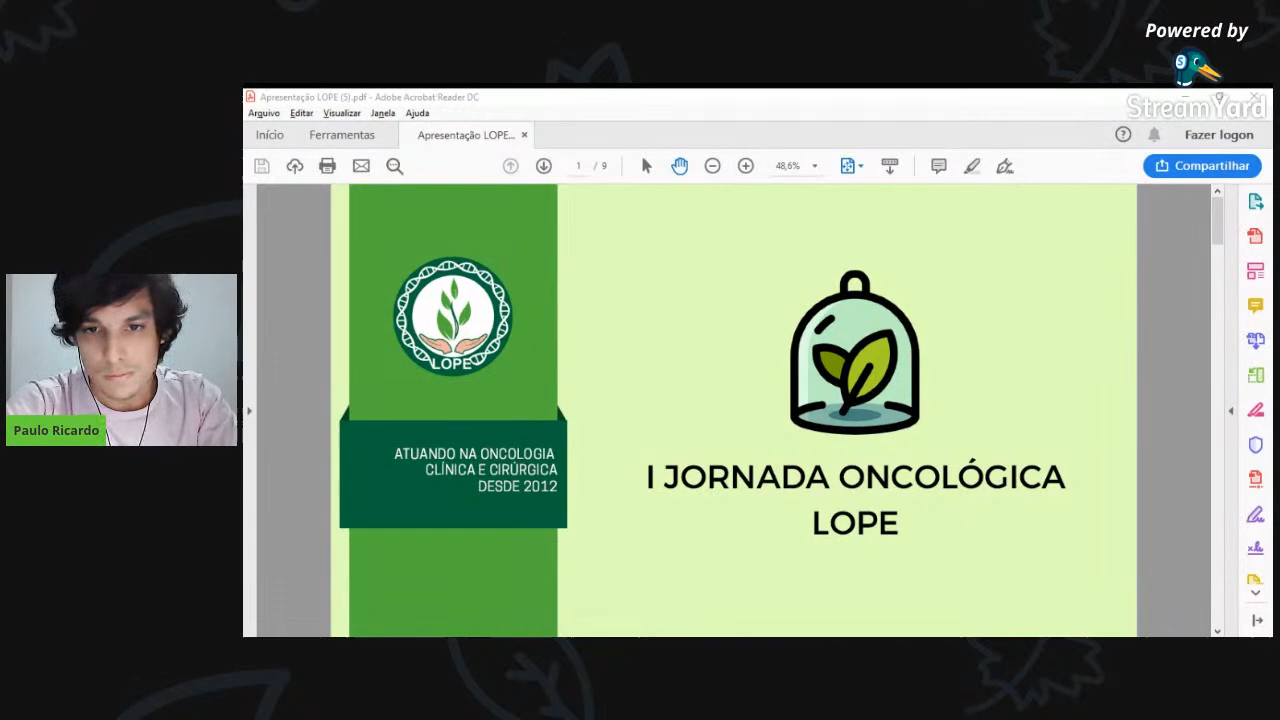 Powered by
StreamYard
Apresentação LOPE (5).pdf - Adobe Acrobat Reader DC
Arquivo Editar Visualizar Janela Ajuda
Início Ferramentas Apresentação LOPE... ×
Fazer logon
1 / 9 48,6% Compartilhar
LOPE
ATUANDO NA ONCOLOGIA
CLÍNICA E CIRÚRGICA
DESDE 2012
I JORNADA ONCOLÓGICA
LOPE
Paulo Ricardo